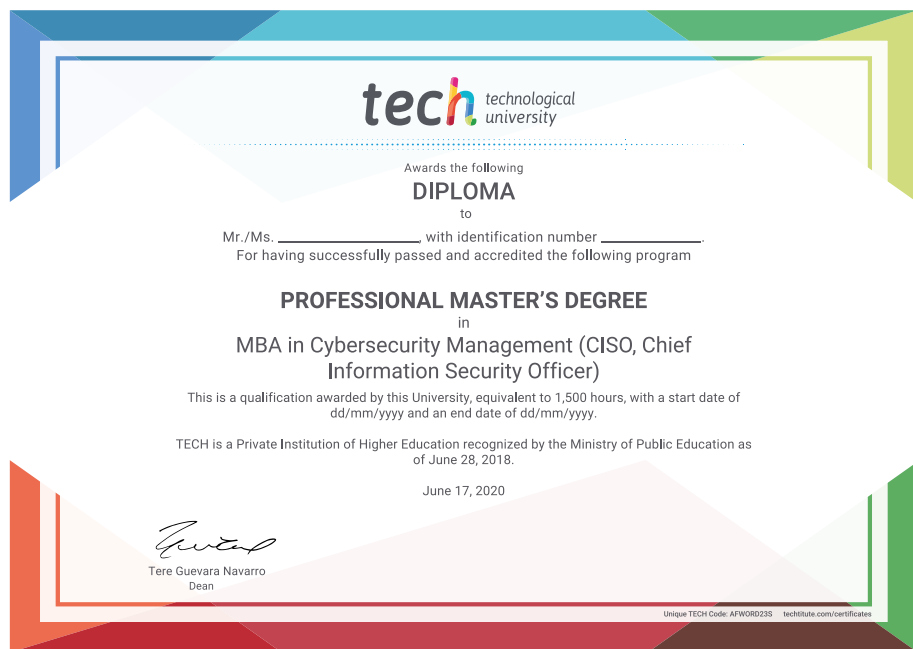 tech technological
university
Awards the following
DIPLOMA
to
Mr./Ms. ____________________, with identification number ______________.
For having successfully passed and accredited the following program
PROFESSIONAL MASTER'S DEGREE
in
MBA in Cybersecurity Management (CISO, Chief
Information Security Officer)
This is a qualification awarded by this University, equivalent to 1,500 hours, with a start date of
dd/mm/yyyy and an end date of dd/mm/yyyy.
TECH is a Private Institution of Higher Education recognized by the Ministry of Public Education as
of June 28, 2018.
June 17, 2020
Tere Guevara Navarro
Dean
Unique TECH Code: AFWORD23S techtitute.com/certificates